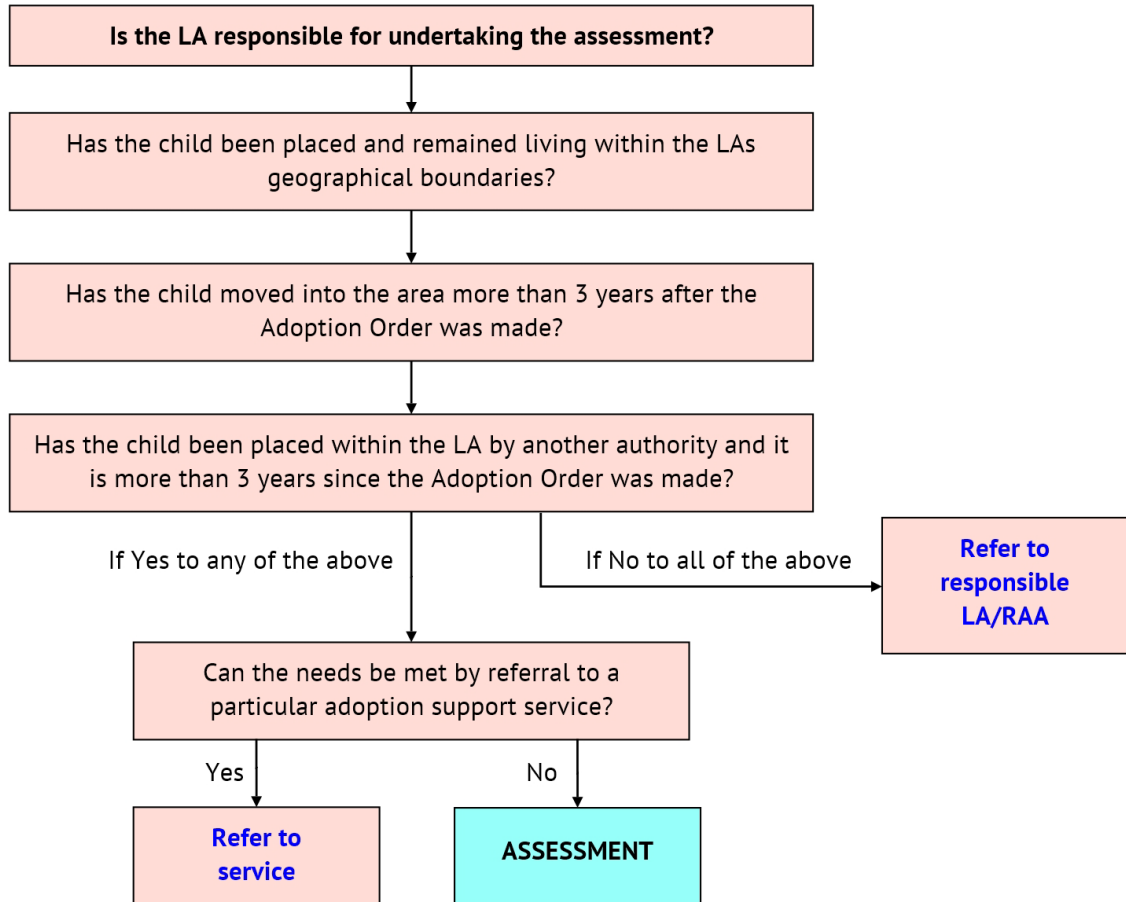 Is the LA responsible for undertaking the assessment?
Has the child been placed and remained living within the LAs
geographical boundaries?
Has the child moved into the area more than 3 years after the
Adoption Order was made?
Has the child been placed within the LA by another authority and it
is more than 3 years since the Adoption Order was made?
If Yes to any of the above
If No to all of the above
Refer to
responsible
LA/RAA
Can the needs be met by referral to a
particular adoption support service?
Yes
No
Refer to
service
ASSESSMENT